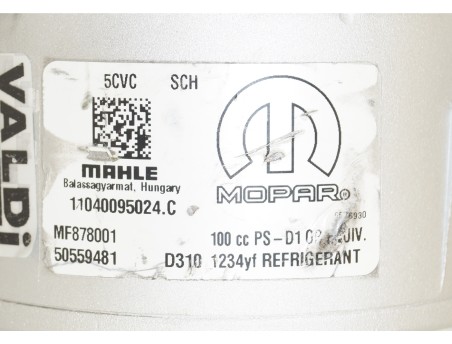 VALDi
5CVC SCH
MAHLE
Balassagyarmat, Hungary
MOPAR®
11040095024.C
MF878001 100 cc PS-D1
50559481 D310 1234yf REFRIGERANT